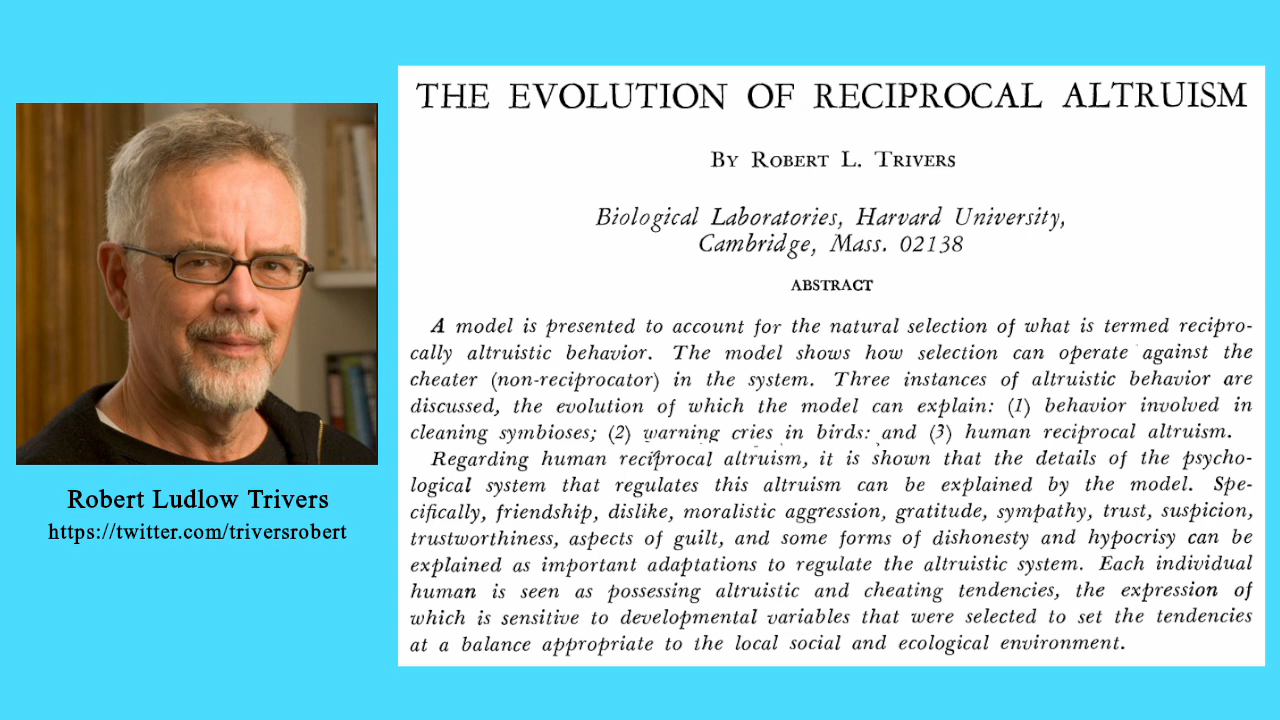 THE EVOLUTION OF RECIPROCAL ALTRUISM
BY ROBERT L. TRIVERS
Biological Laboratories, Harvard University,
Cambridge, Mass. 02138
ABSTRACT
A model is presented to account for the natural selection of what is termed recipro-
cally altruistic behavior. The model shows how selection can operate against the
cheater (non-reciprocator) in the system. Three instances of altruistic behavior are
discussed, the evolution of which the model can explain: (1) behavior involved in
cleaning symbioses; (2) warning cries in birds: and (3) human reciprocal altruism.
Regarding human reciprocal altruism, it is shown that the details of the psycho-
logical system that regulates this altruism can be explained by the model. Spe-
cifically, friendship, dislike, moralistic aggression, gratitude, sympathy, trust, suspicion,
trustworthiness, aspects of guilt, and some forms of dishonesty and hypocrisy can be
explained as important adaptations to regulate the altruistic system. Each individual
human is seen as possessing altruistic and cheating tendencies, the expression of
which is sensitive to developmental variables that were selected to set the tendencies
at a balance appropriate to the local social and ecological environment.
Robert Ludlow Trivers
https://twitter.com/triversrobert